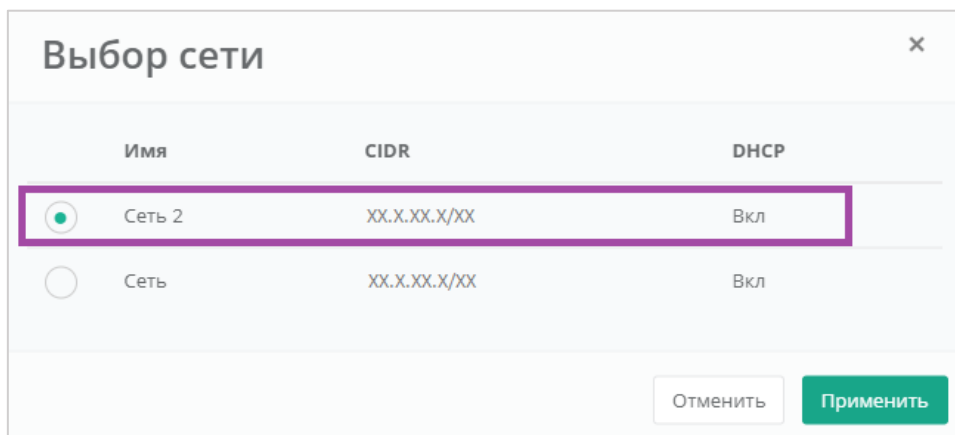 Выбор сети
×
Имя CIDR DHCP
Сеть 2 XX.X.XX.X/XX Вкл
Сеть XX.X.XX.X/XX Вкл
Отменить Применить